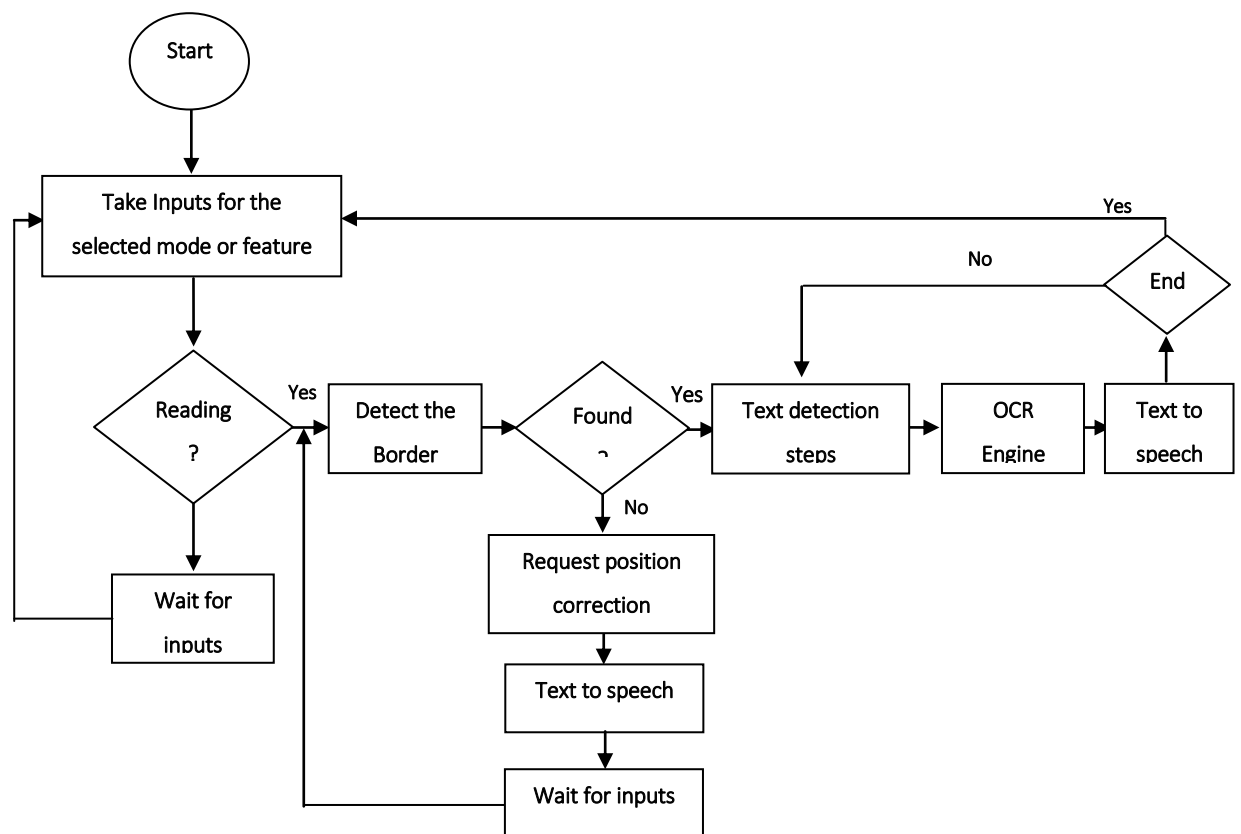 Start
Take Inputs for the
selected mode or feature
Yes
No
End
Reading
?
Yes
Detect the
Border
Found
?
Yes
Text detection
steps
OCR
Engine
Text to
speech
No
Request position
correction
Wait for
inputs
Text to speech
Wait for inputs